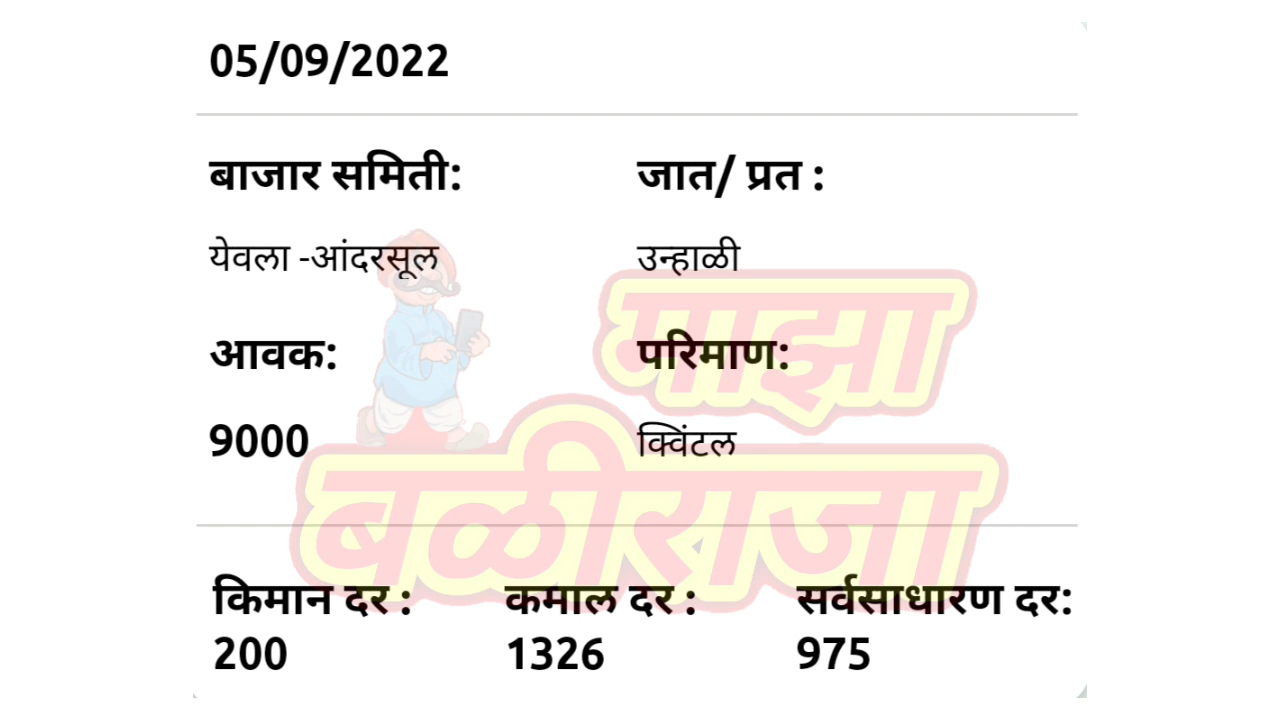 05/09/2022
बाजार समिती: जात/ प्रत :
येवला -आंदरसूल उन्हाळी
आवक: परिमाण:
9000 क्विंटल
माझा
बळीराजा
किमान दर : कमाल दर : सर्वसाधारण दर:
200 1326 975